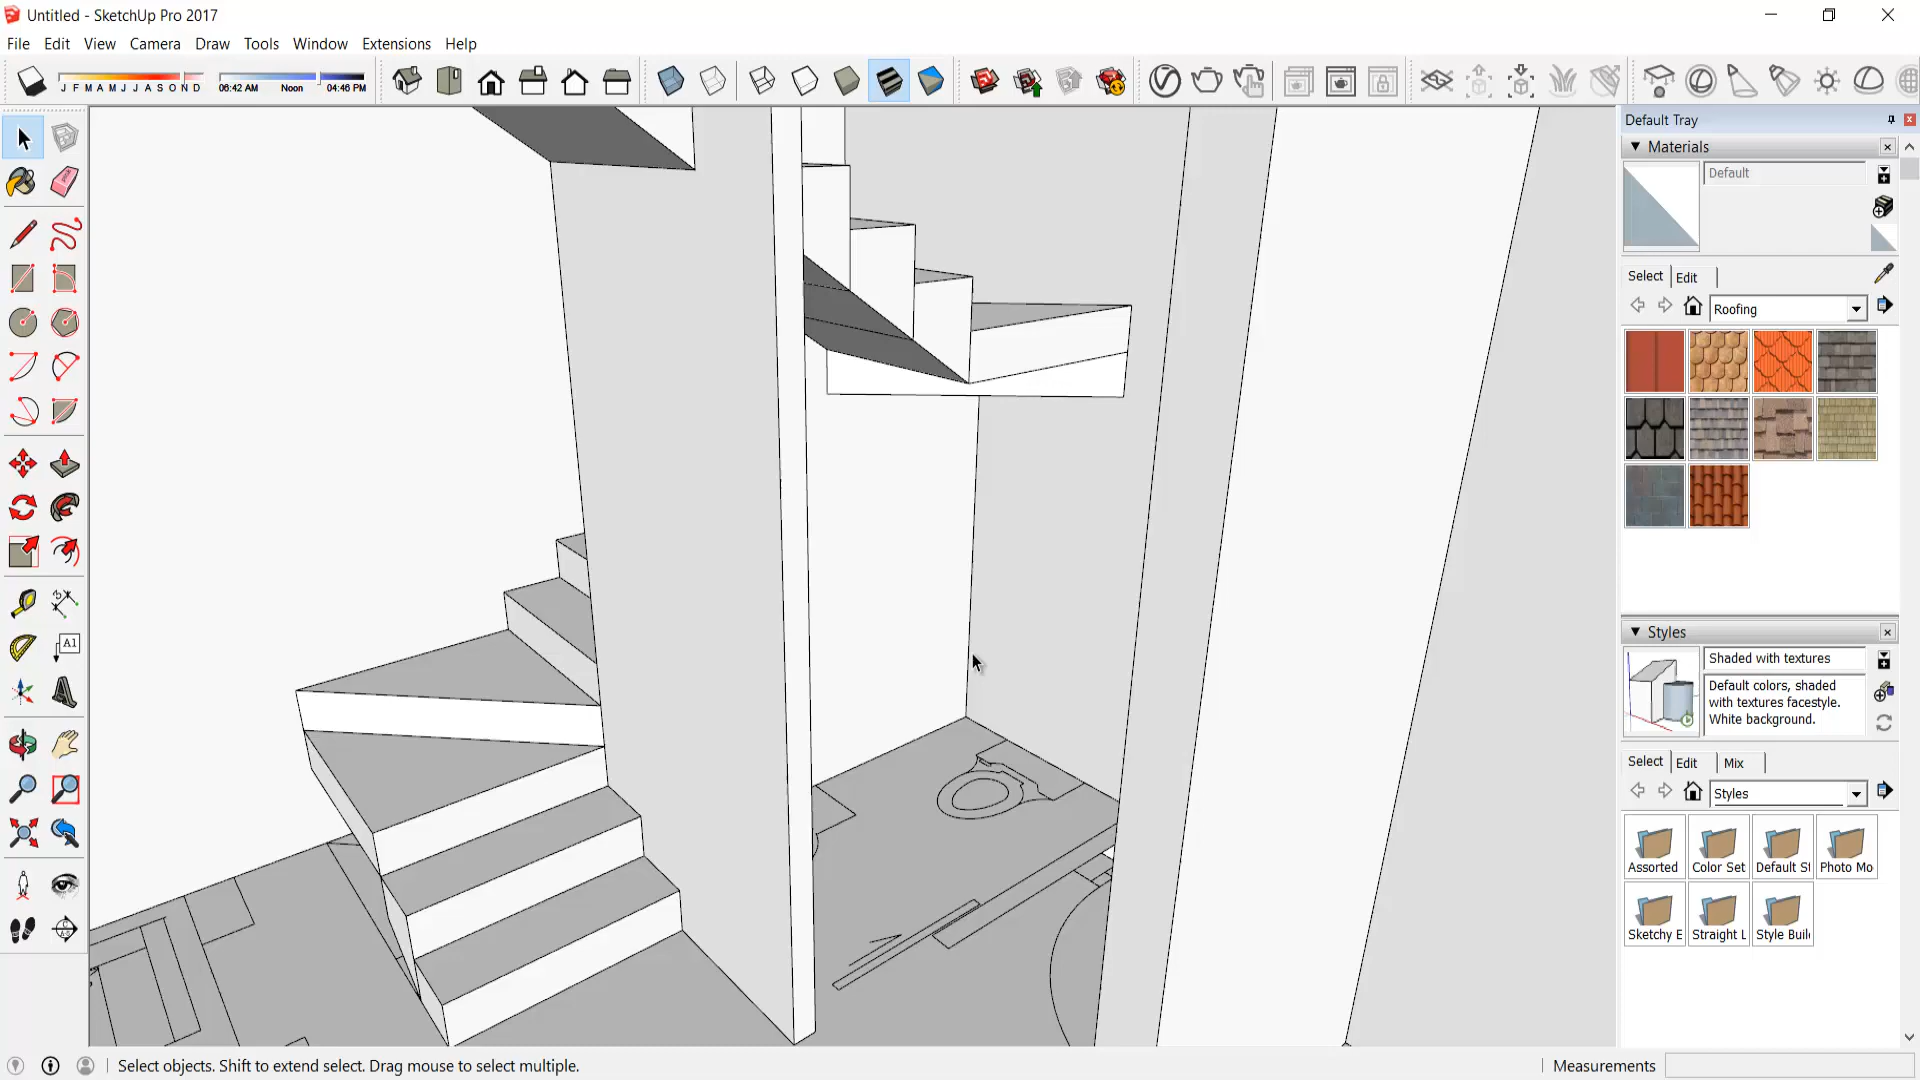 Untitled - SketchUp Pro 2017
File Edit View Camera Draw Tools Window Extensions Help
J F M A M J J A S O N D
06:42 AM Noon 04:46 PM
Default Tray
Materials
Default
Select Edit
Roofing
A1
Styles
Shaded with textures
Default colors, shaded
with textures facestyle.
White background.
Select Edit Mix
Styles
Assorted Color Set Default St Photo Mo
Sketchy E Straight L Style Buil
Select objects. Shift to extend select. Drag mouse to select multiple.
Measurements